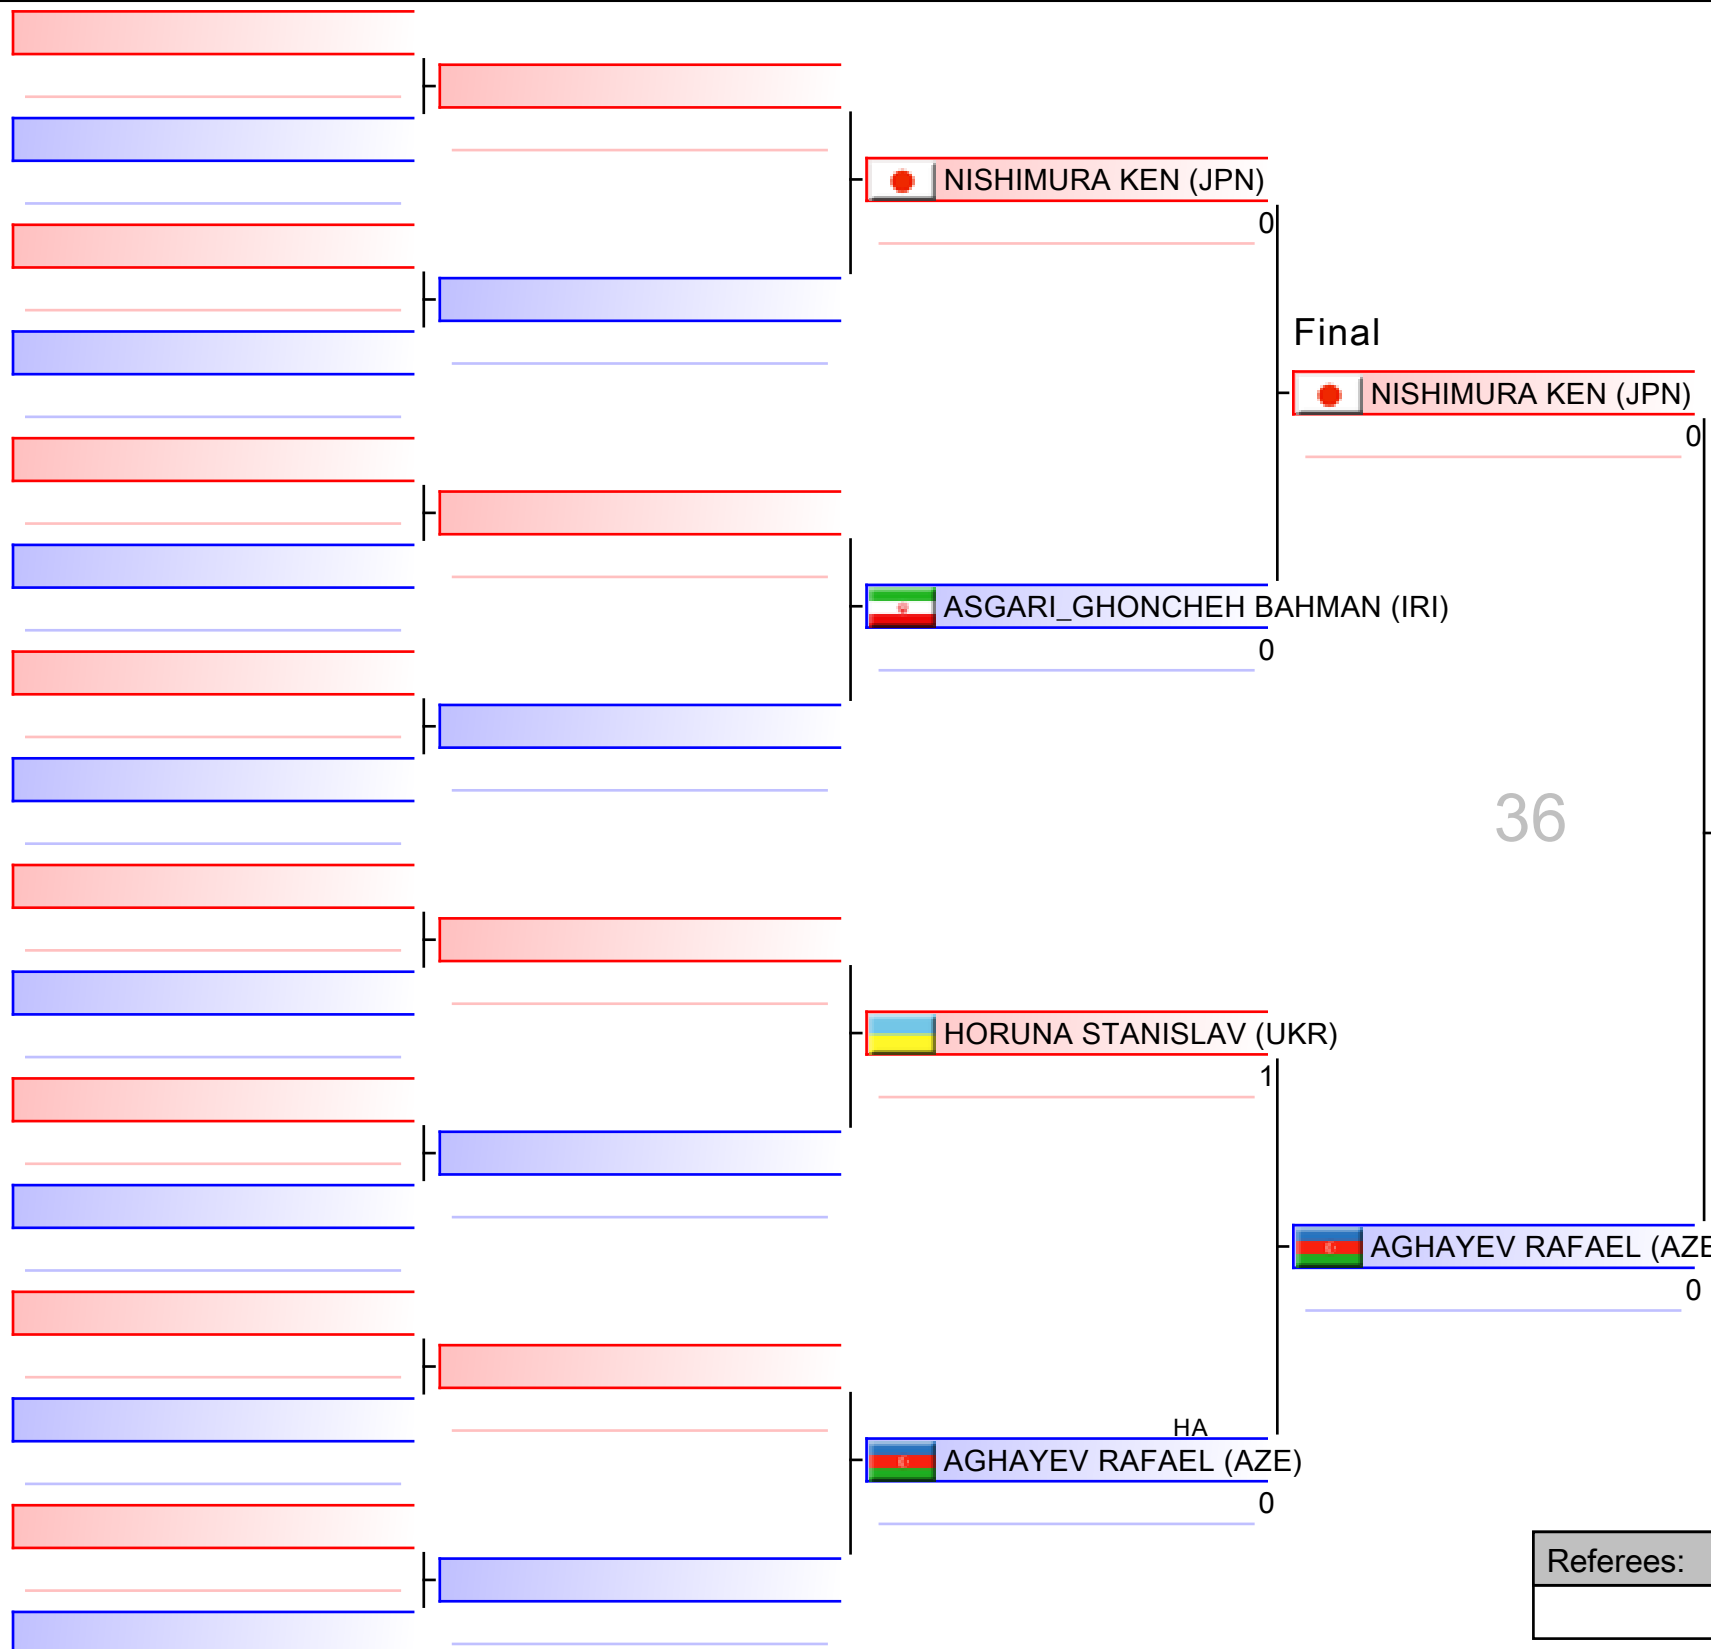 NISHIMURA KEN (JPN)
0
Final
NISHIMURA KEN (JPN)
0
ASGARI_GHONCHEH BAHMAN (IRI)
0
36
HORUNA STANISLAV (UKR)
1
AGHAYEV RAFAEL (AZE
0
HA
AGHAYEV RAFAEL (AZE)
0
Referees: